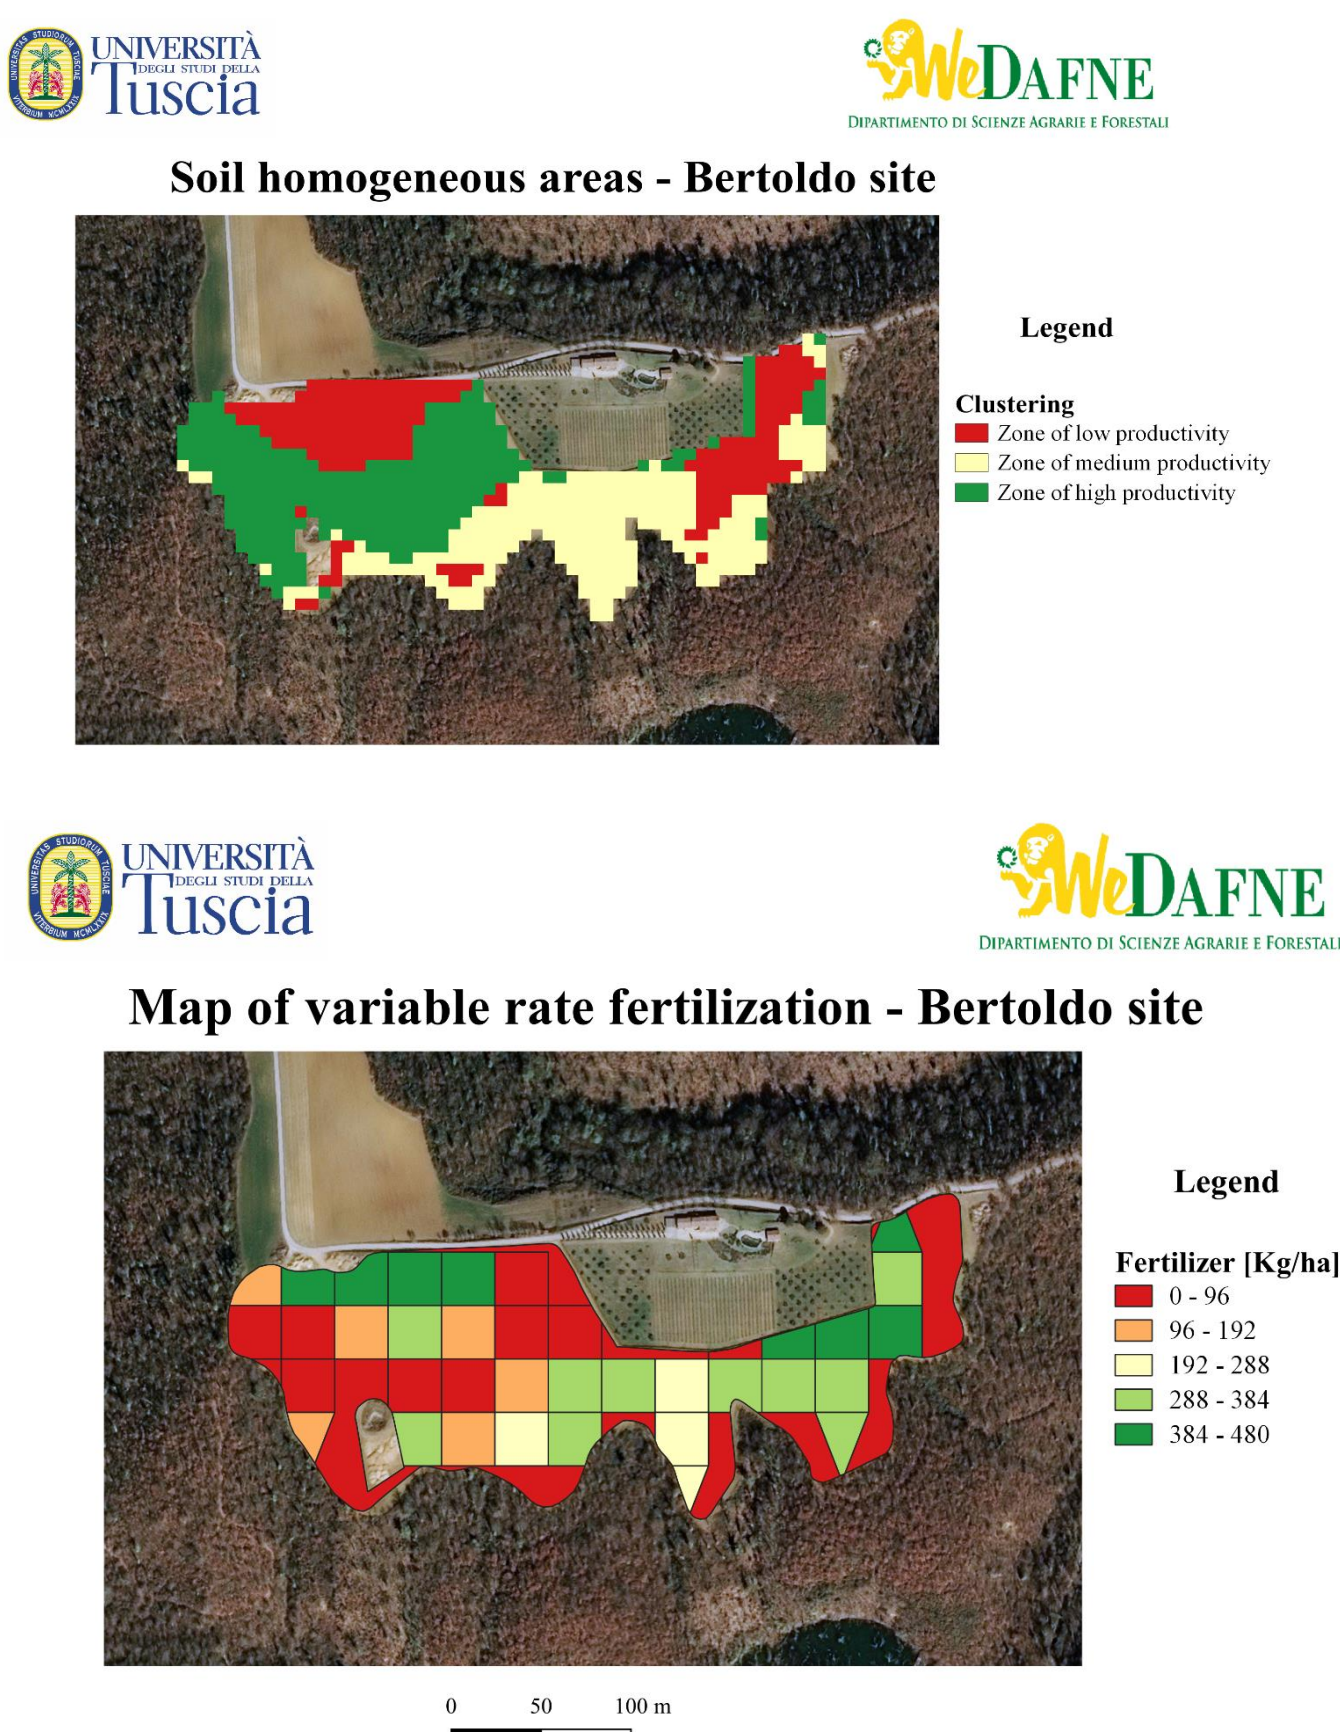 UNIVERSITÀ
DEGLI STUDI DELLA
Tuscia
WeDAFNE
DIPARTIMENTO DI SCIENZE AGRARIE E FORESTALI
Soil homogeneous areas - Bertoldo site
Legend
Clustering
Zone of low productivity
Zone of medium productivity
Zone of high productivity
UNIVERSITÀ
DEGLI STUDI DELLA
Tuscia
WeDAFNE
DIPARTIMENTO DI SCIENZE AGRARIE E FORESTALI
Map of variable rate fertilization - Bertoldo site
Legend
Fertilizer [Kg/ha]
0 - 96
96 - 192
192 - 288
288 - 384
384 - 480
0 50 100 m